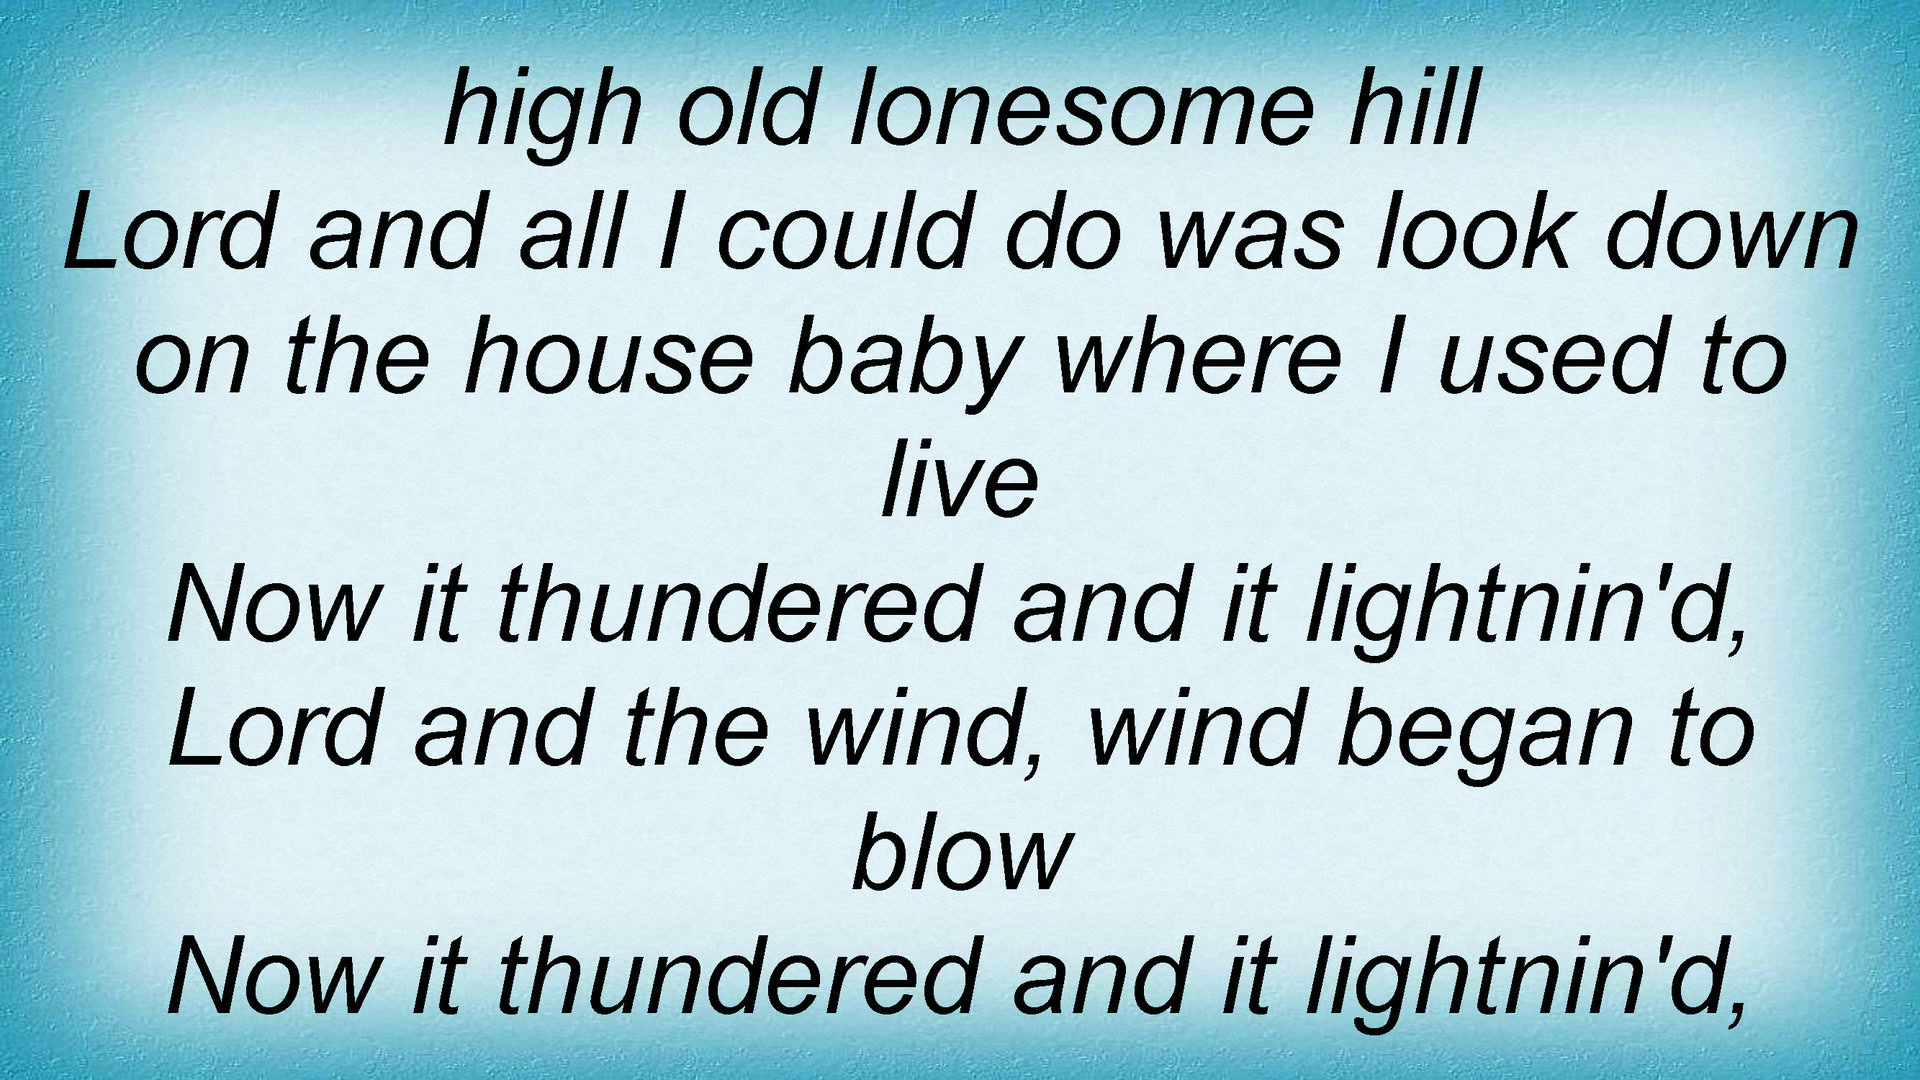 high old lonesome hill
Lord and all I could do was look down
on the house baby where I used to
live
Now it thundered and it lightnin'd,
Lord and the wind, wind began to
blow
Now it thundered and it lightnin'd,